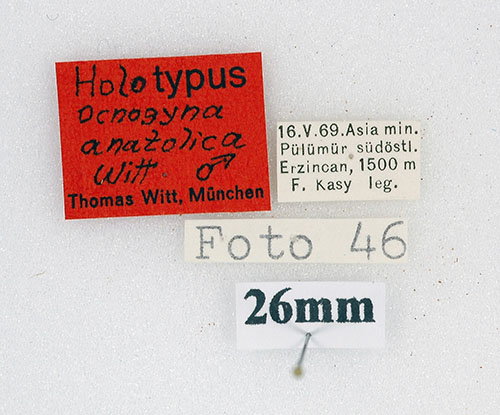 Holotypus
Ocnogyna
anatolica
Witt. ♂
Thomas Witt, München
16.V.69.Asia min.
Pülümür südöstl.
Erzincan, 1500 m
F. Kasy leg.
Foto 46
26mm